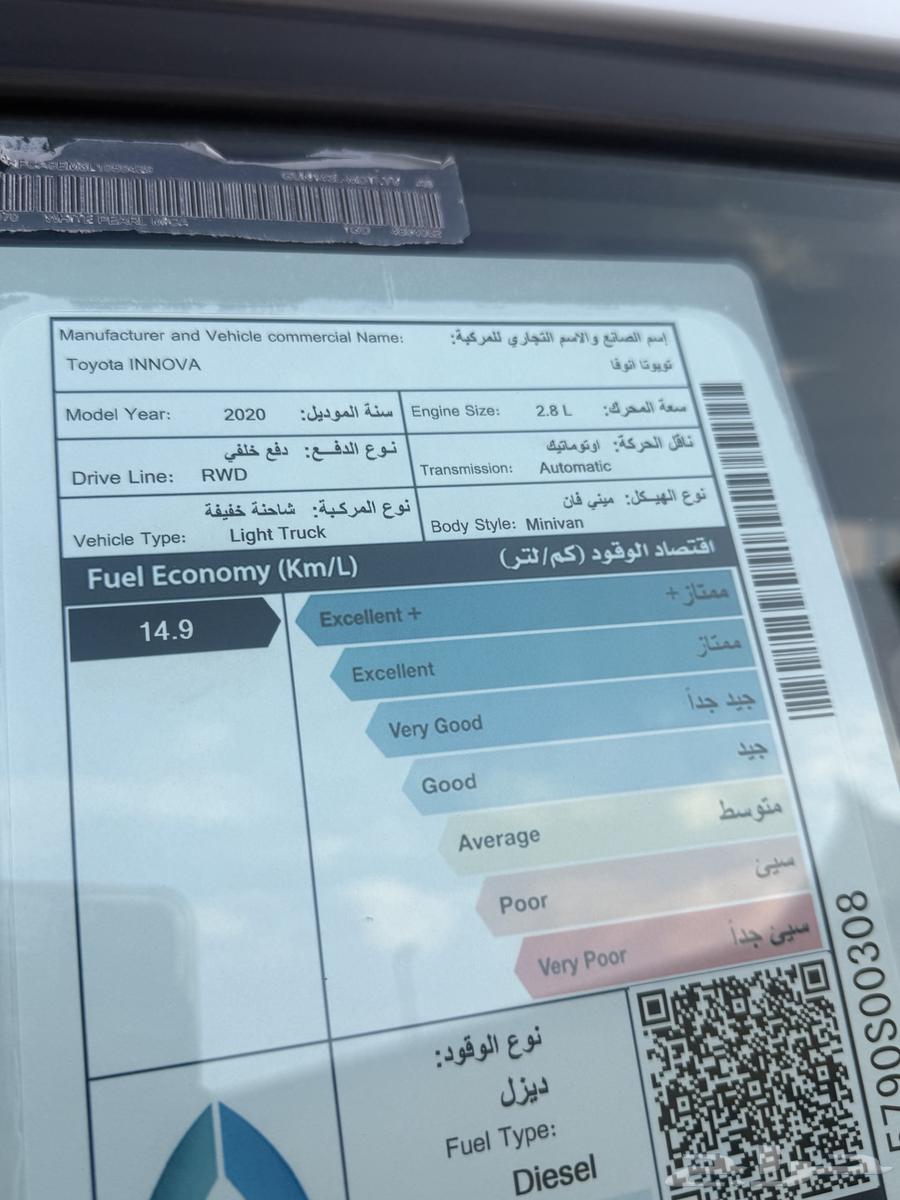 WHITE PEARL MICA
Manufacturer and Vehicle commercial Name: إسم الصانع والاسم التجاري للمركبة:
Toyota INNOVA تويوتا انوفا
Model Year: 2020 سنة الموديل:
Engine Size: 2.8 L سعة المحرك:
نوع الدفـع: دفع خلفي
Drive Line: RWD
ناقل الحركة: اوتوماتيك
Transmission: Automatic
نوع المركبة: شاحنة خفيفة
Vehicle Type: Light Truck
نوع الهيكل: ميني فان
Body Style: Minivan
Fuel Economy (Km/L) اقتصاد الوقود (كم/لتر)
14.9
Excellent + ممتاز+
Excellent ممتاز
Very Good جيد جداً
Good جيد
Average متوسط
Poor سيئ
Very Poor سيئ جداً
نوع الوقود:
ديزل
Fuel Type:
Diesel
5790S00308
حراج